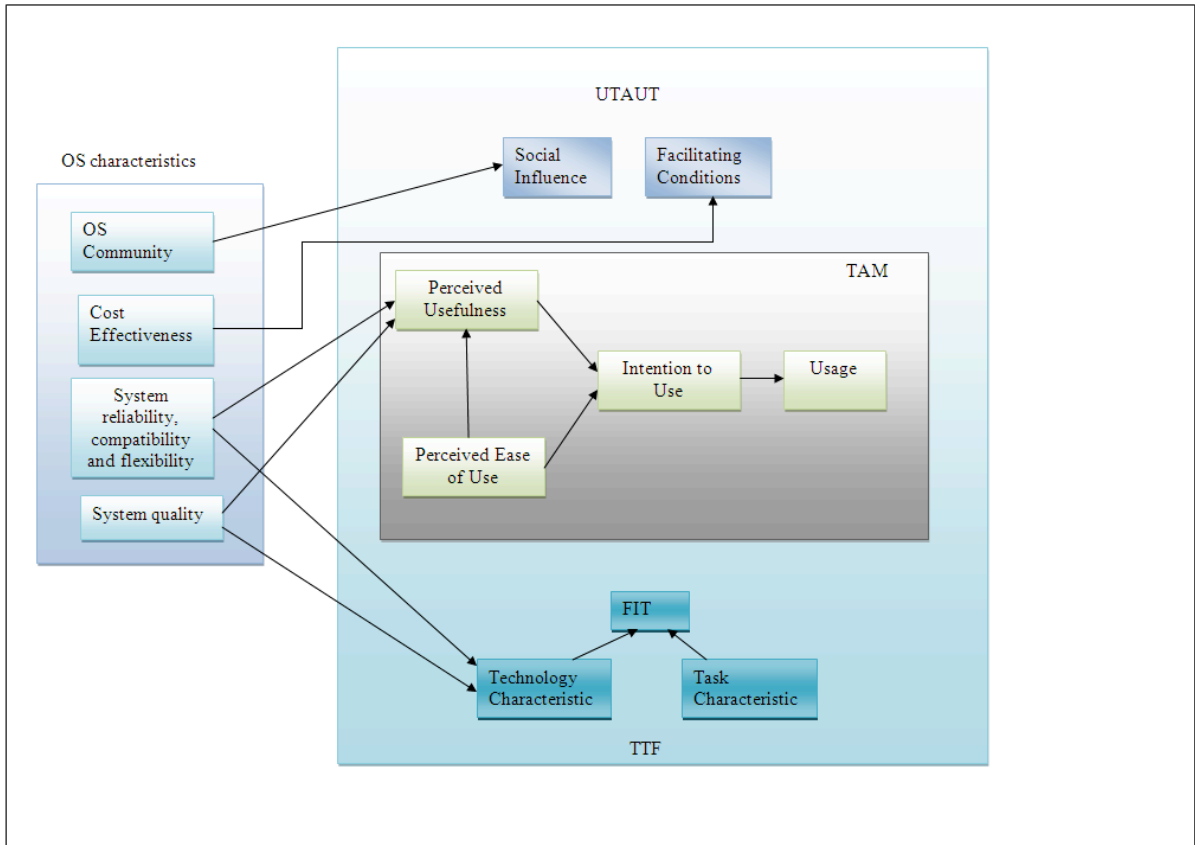 UTAUT
Social
Influence
Facilitating
Conditions
OS characteristics
OS
Community
Cost
Effectiveness
System
reliability,
compatibility
and flexibility
System quality
TAM
Perceived
Usefulness
Intention to
Use
Usage
Perceived Ease
of Use
FIT
Technology
Characteristic
Task
Characteristic
TTF